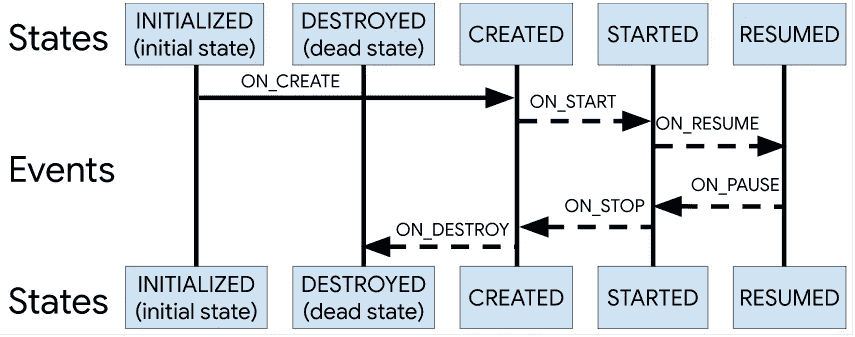 States
INITIALIZED
(initial state)
DESTROYED
(dead state)
CREATED
STARTED
RESUMED
ON_CREATE
ON_START
ON_RESUME
Events
ON_PAUSE
ON_STOP
ON_DESTROY
States
INITIALIZED
(initial state)
DESTROYED
(dead state)
CREATED
STARTED
RESUMED